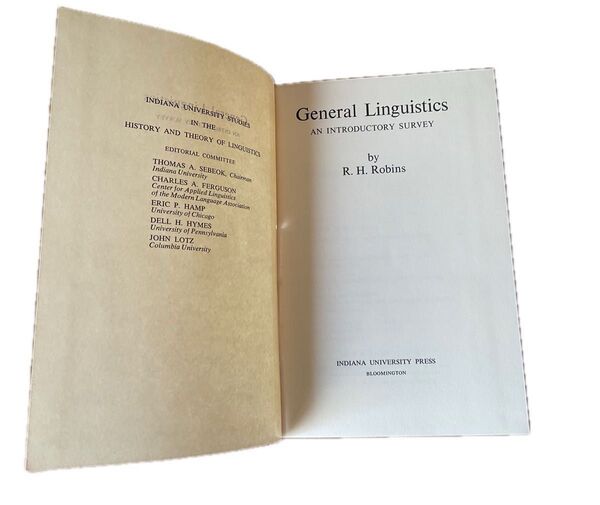 INDIANA UNIVERSITY STUDIES
IN THE
HISTORY AND THEORY OF LINGUISTICS
EDITORIAL COMMITTEE
THOMAS A. SEBEOK, Chairman
Indiana University
CHARLES A. FERGUSON
Center for Applied Linguistics
of the Modern Language Association
ERIC P. HAMP
University of Chicago
DELL H. HYMES
University of Pennsylvania
JOHN LOTZ
Columbia University
General Linguistics
AN INTRODUCTORY SURVEY
by
R. H. Robins
INDIANA UNIVERSITY PRESS
BLOOMINGTON